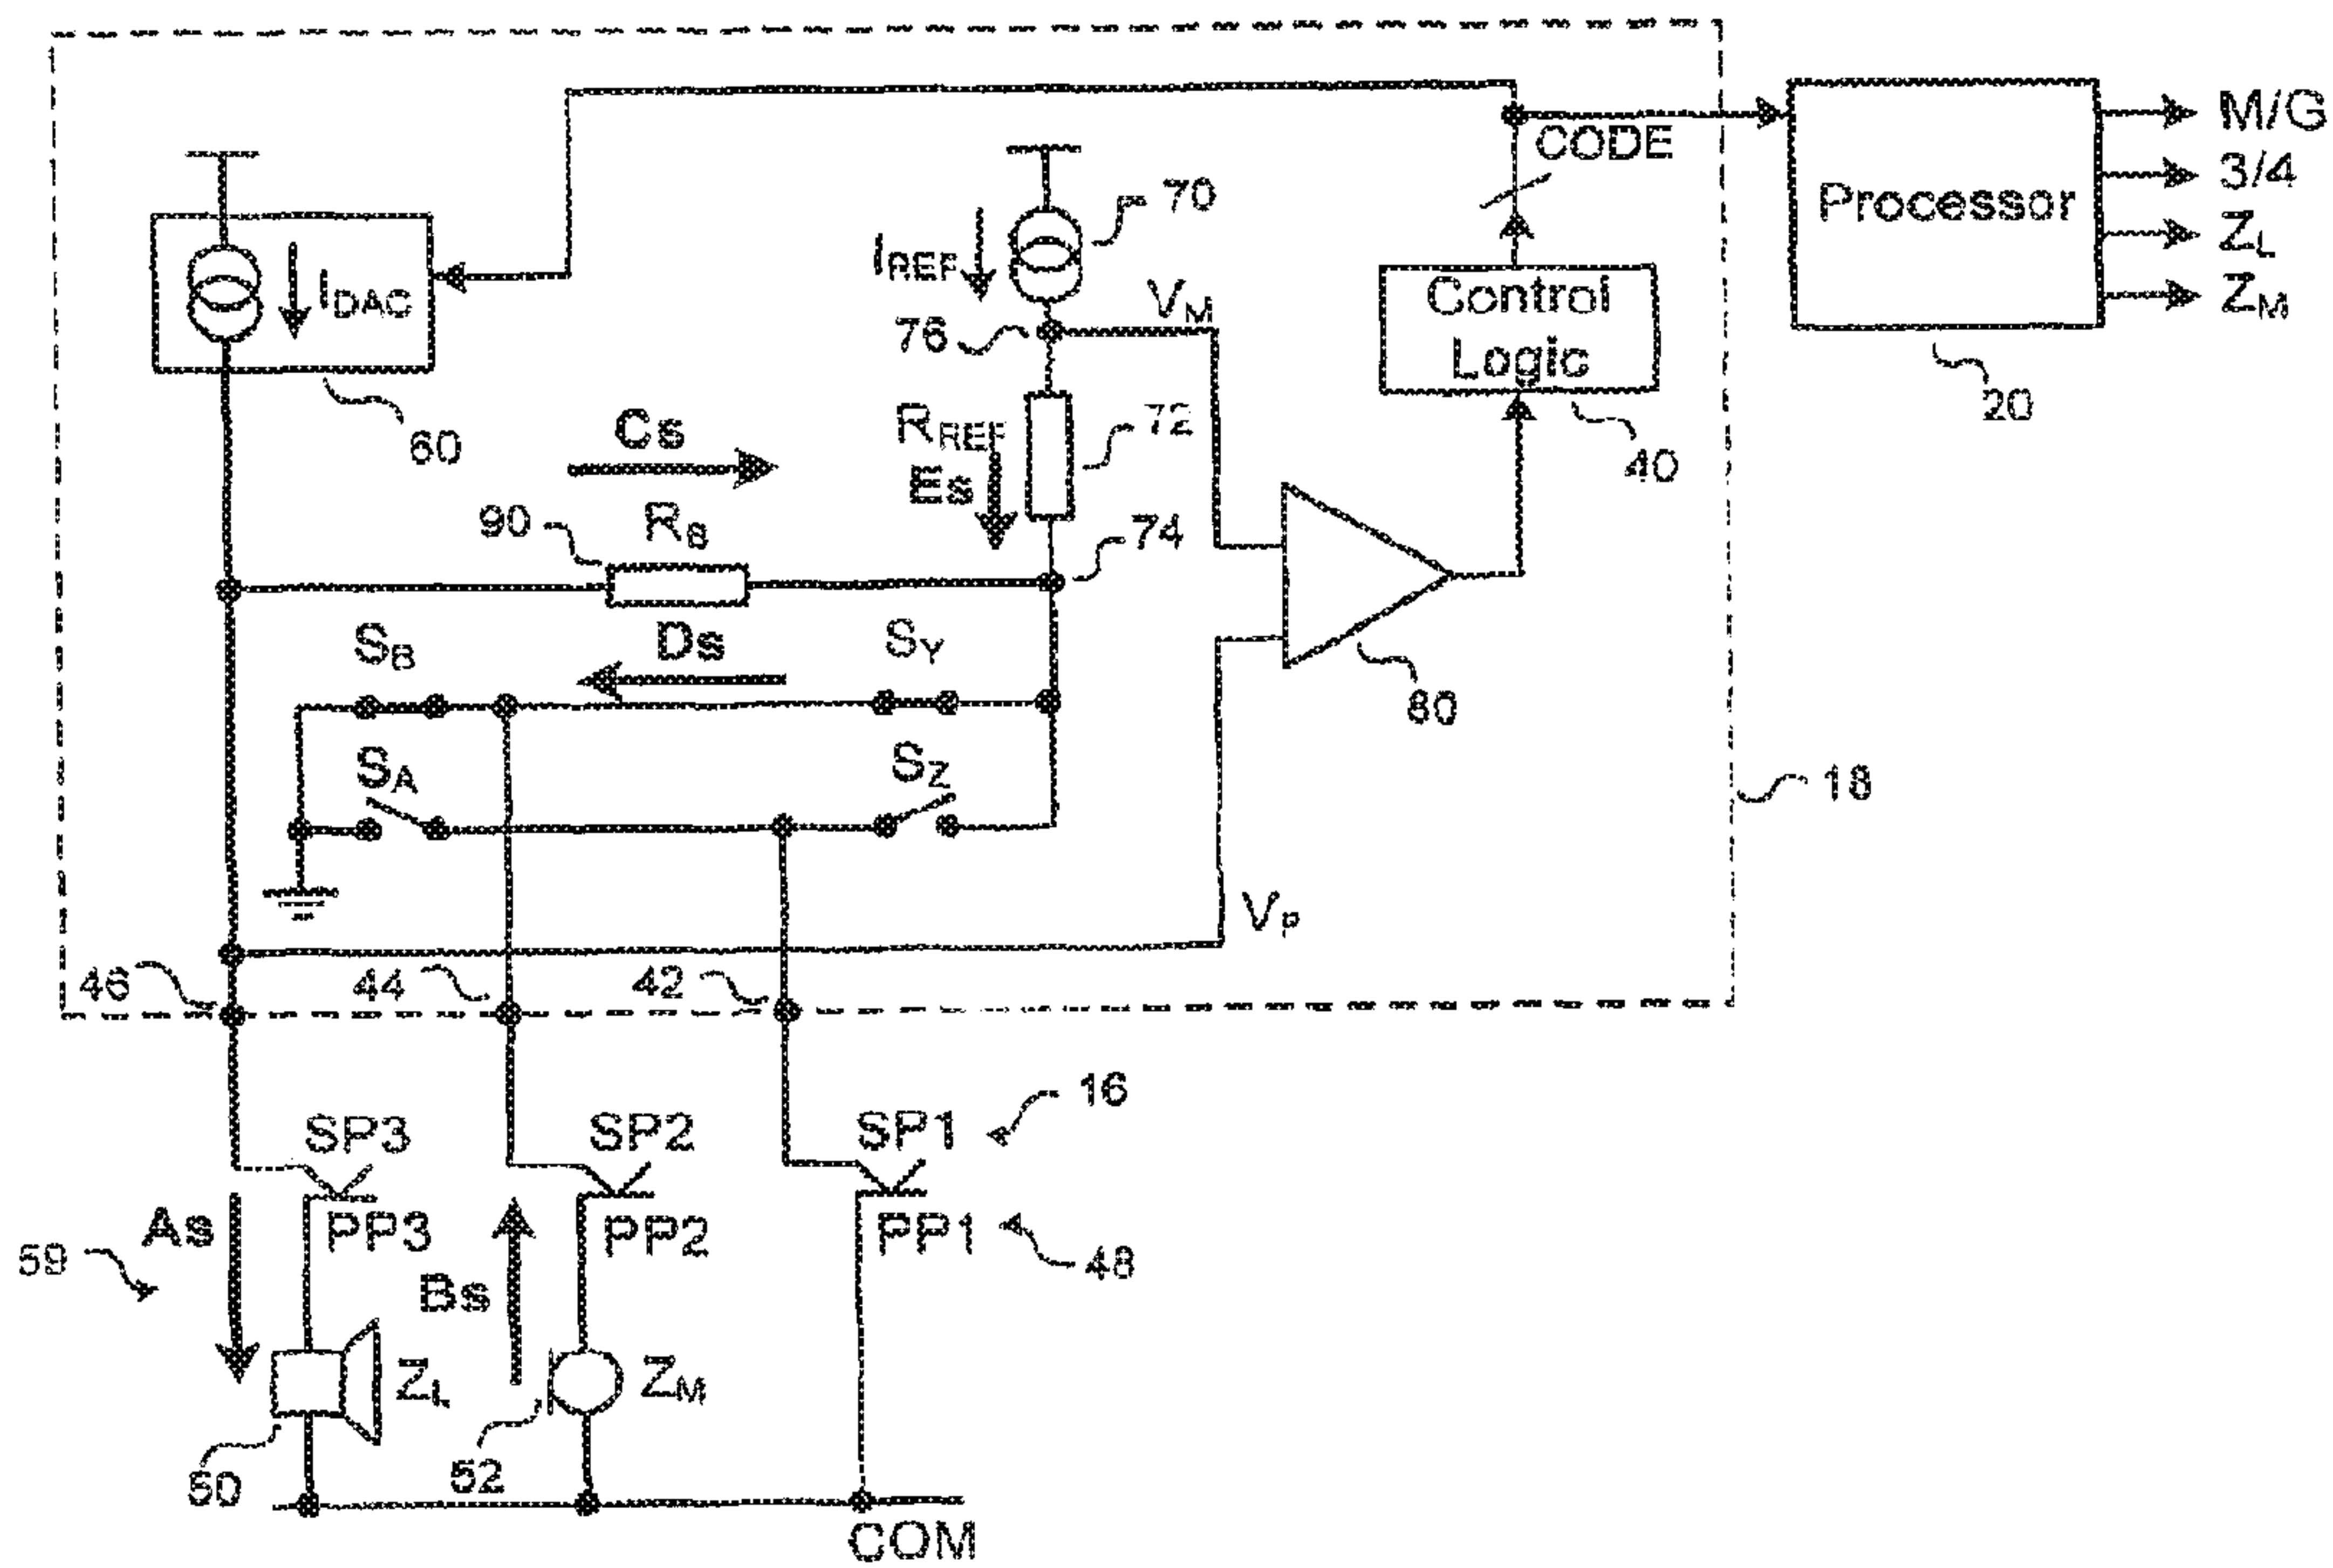 M/G
CODE
3/4
70
Processor
ZL
IREF
IDAC
VM
Control
Logic
ZM
76
20
RREF
72
Cs
60
40
Es
90
RB
74
SB
Ds
SY
80
SA
SZ
18
VP
46
44
42
16
SP3
SP2
SP1
As
PP3
PP2
PP1
59
48
Bs
ZL
ZM
50
52
COM